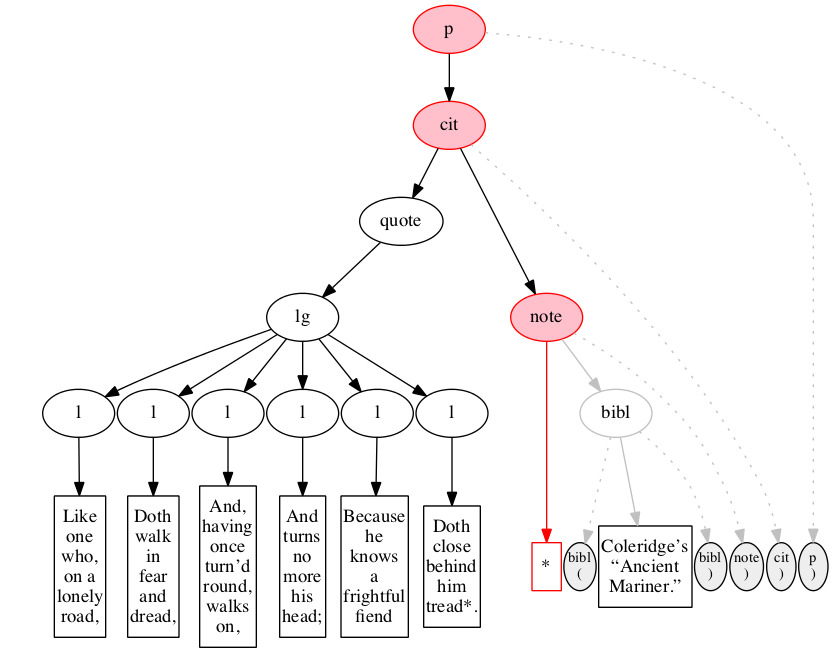 p
cit
quote
lg
note
l
l
l
l
l
l
bibl
Like
one
who,
on a
lonely
road,
Doth
walk
in
fear
and
dread,
And,
having
once
turn’d
round,
walks
on,
And
turns
no
more
his
head;
Because
he
knows
a
frightful
fiend
Doth
close
behind
him
tread*.
*
bibl
(
Coleridge’s
“Ancient
Mariner.”
bibl
)
note
)
cit
)
p
)